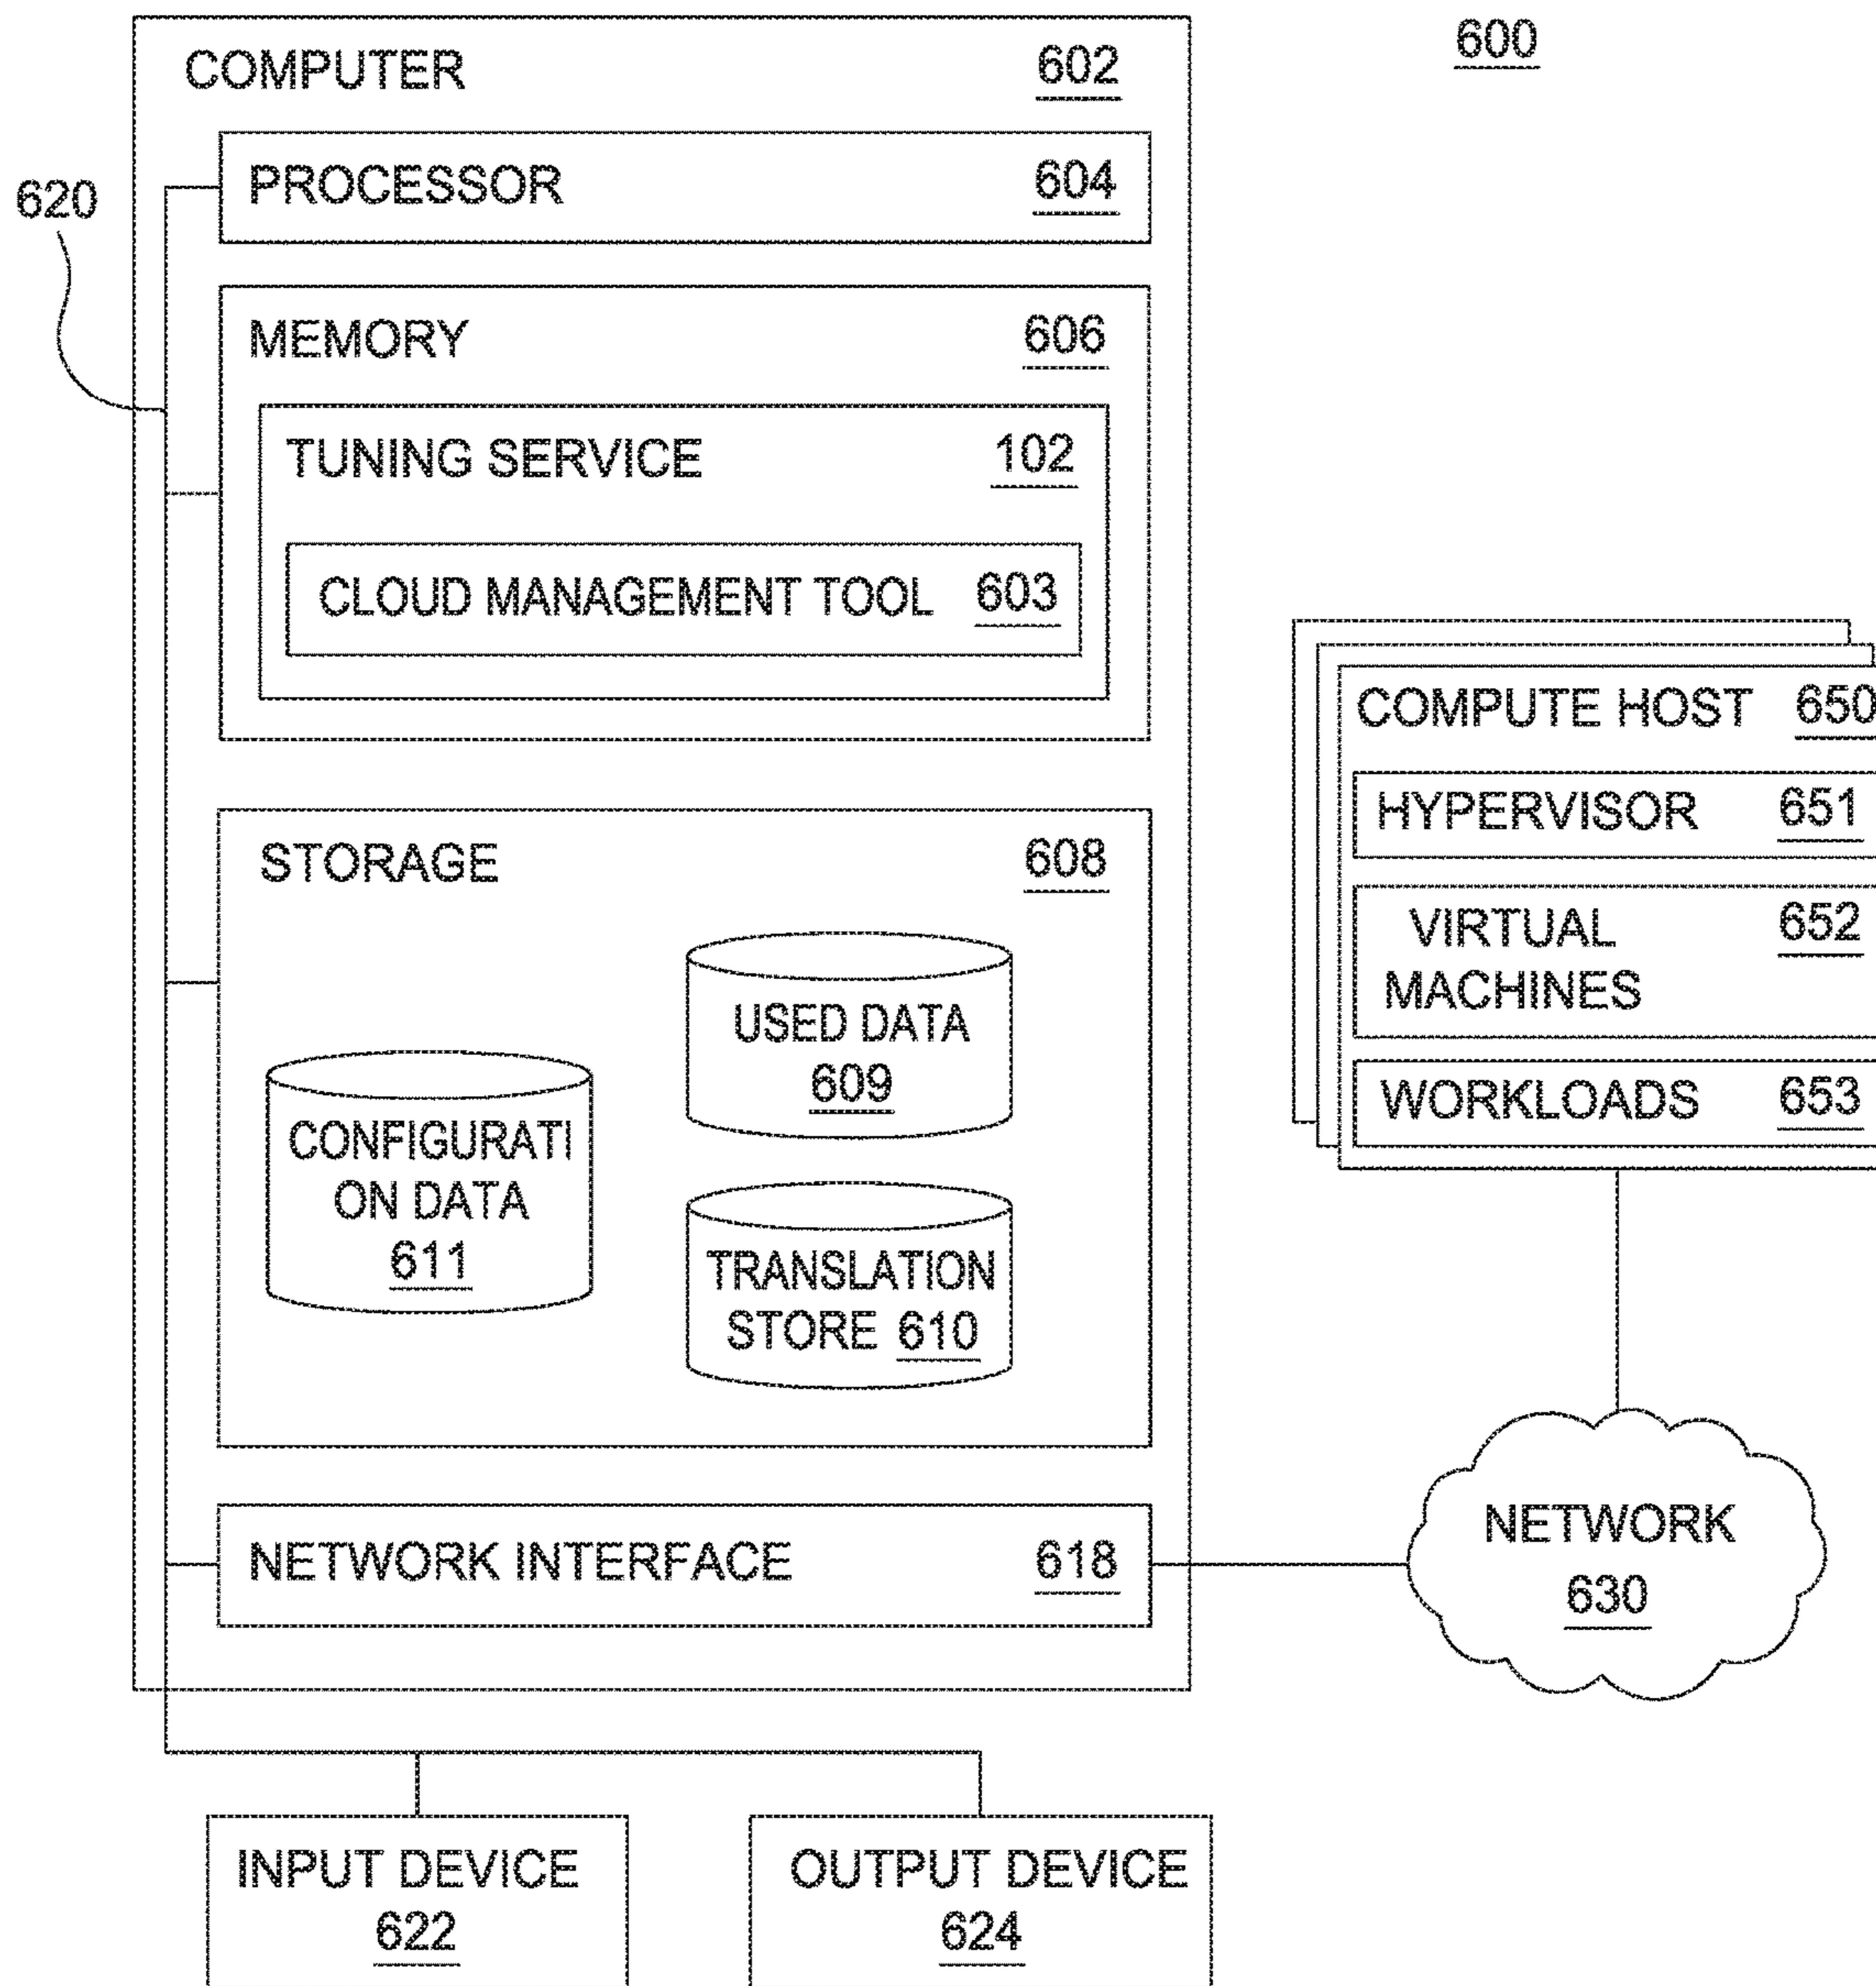 600
COMPUTER 602
PROCESSOR 604
620
MEMORY 606
TUNING SERVICE 102
CLOUD MANAGEMENT TOOL 603
STORAGE 608
USED DATA
609
CONFIGURATI
ON DATA
611
TRANSLATION
STORE 610
NETWORK INTERFACE 618
COMPUTE HOST 650
HYPERVISOR 651
VIRTUAL 652
MACHINES
WORKLOADS 653
NETWORK
630
INPUT DEVICE
622
OUTPUT DEVICE
624